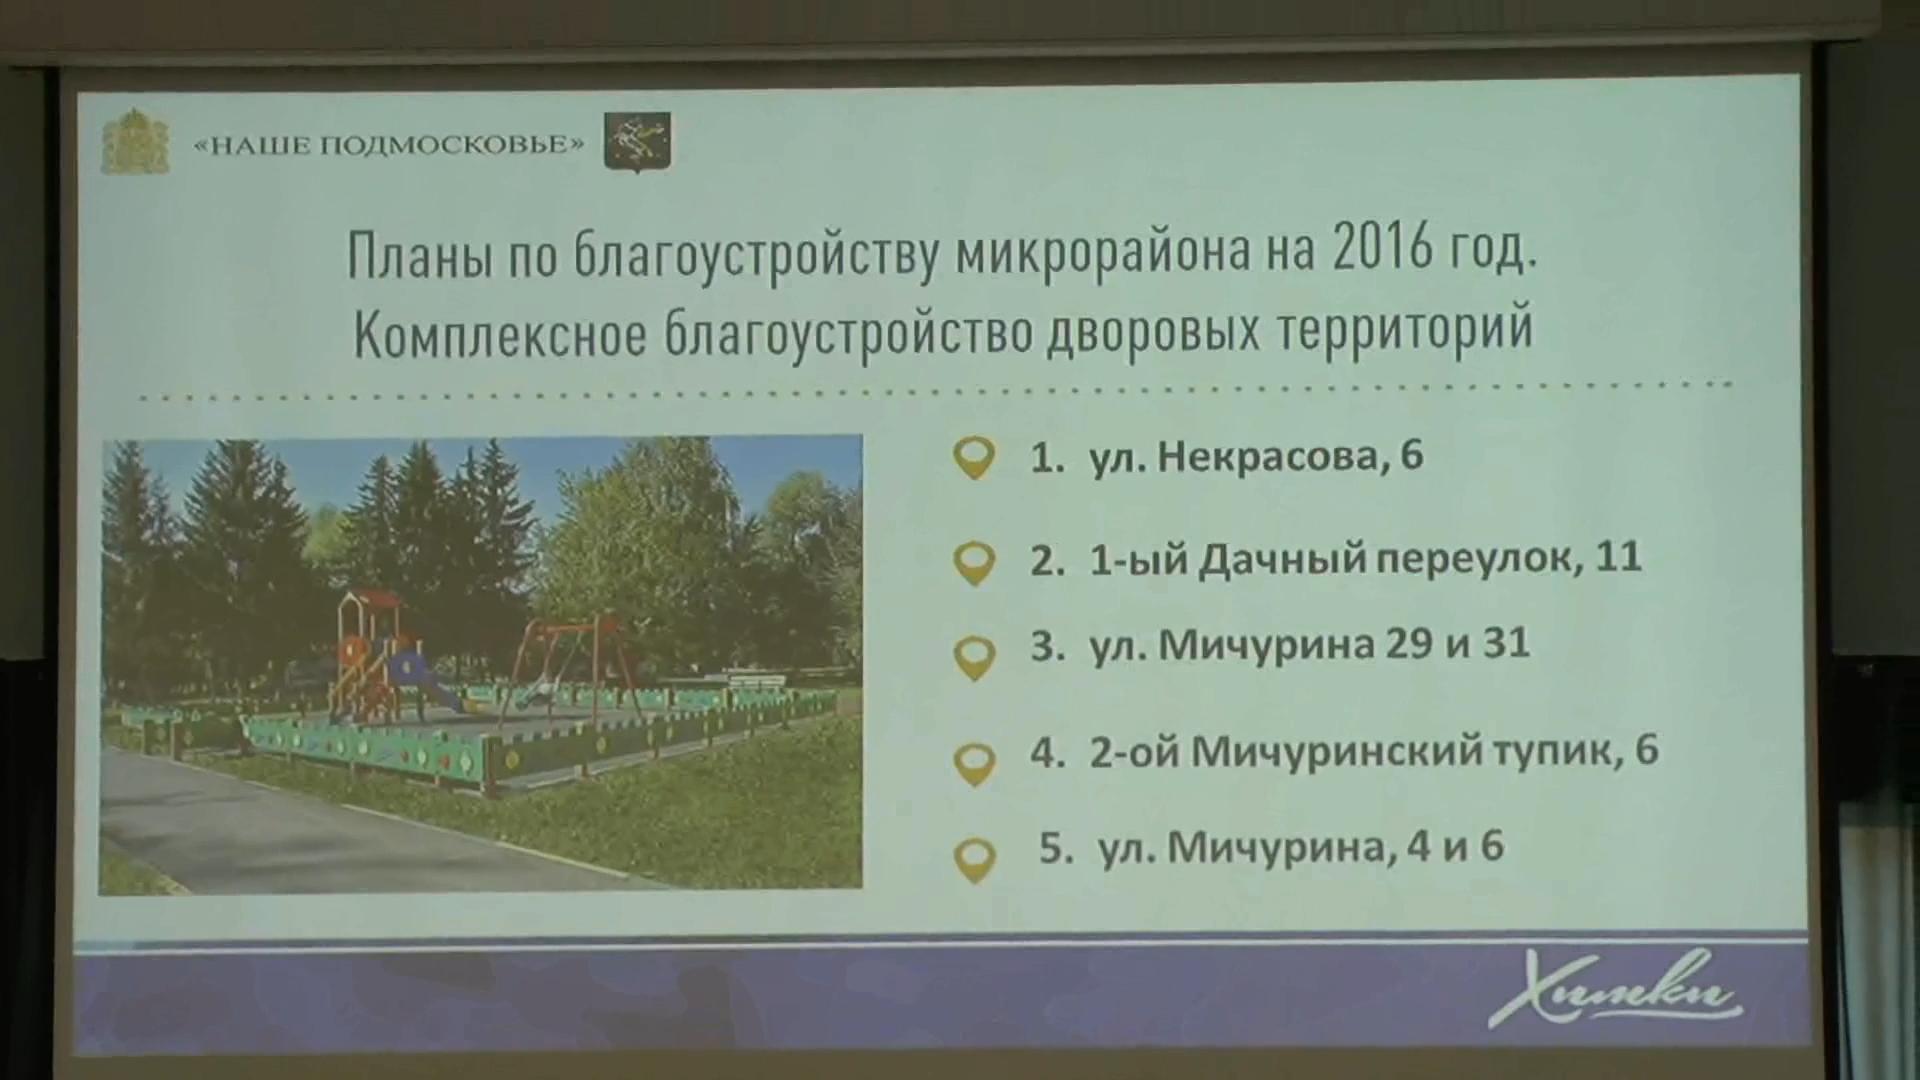 «НАШЕ ПОДМОСКОВЬЕ»
Планы по благоустройству микрорайона на 2016 год.
Комплексное благоустройство дворовых территорий
1. ул. Некрасова, 6
2. 1-ый Дачный переулок, 11
3. ул. Мичурина 29 и 31
4. 2-ой Мичуринский тупик, 6
5. ул. Мичурина, 4 и 6
Химки